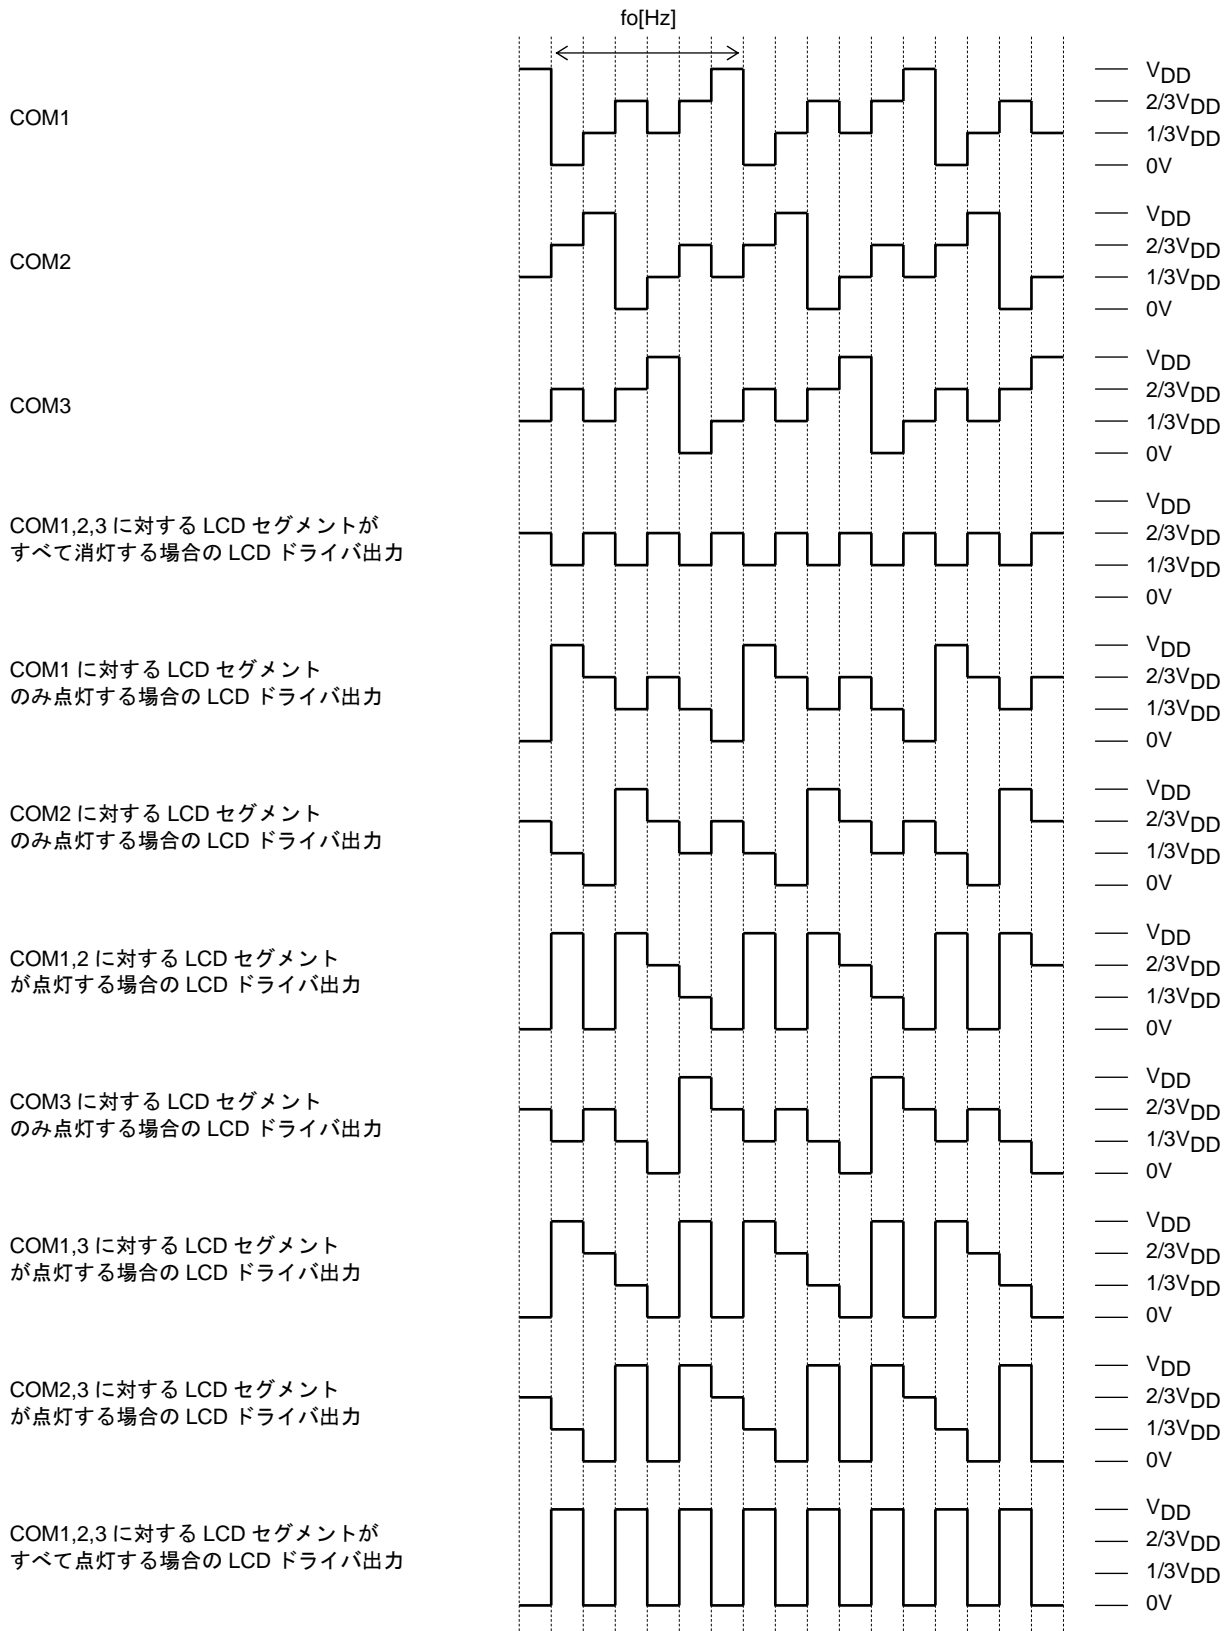 fo[Hz]
COM1
VDD
2/3VDD
1/3VDD
0V
COM2
VDD
2/3VDD
1/3VDD
0V
COM3
VDD
2/3VDD
1/3VDD
0V
COM1,2,3 に対する LCD セグメントが
すべて消灯する場合の LCD ドライバ出力
VDD
2/3VDD
1/3VDD
0V
COM1 に対する LCD セグメント
のみ点灯する場合の LCD ドライバ出力
VDD
2/3VDD
1/3VDD
0V
COM2 に対する LCD セグメント
のみ点灯する場合の LCD ドライバ出力
VDD
2/3VDD
1/3VDD
0V
COM1,2 に対する LCD セグメント
が点灯する場合の LCD ドライバ出力
VDD
2/3VDD
1/3VDD
0V
COM3 に対する LCD セグメント
のみ点灯する場合の LCD ドライバ出力
VDD
2/3VDD
1/3VDD
0V
COM1,3 に対する LCD セグメント
が点灯する場合の LCD ドライバ出力
VDD
2/3VDD
1/3VDD
0V
COM2,3 に対する LCD セグメント
が点灯する場合の LCD ドライバ出力
VDD
2/3VDD
1/3VDD
0V
COM1,2,3 に対する LCD セグメントが
すべて点灯する場合の LCD ドライバ出力
VDD
2/3VDD
1/3VDD
0V